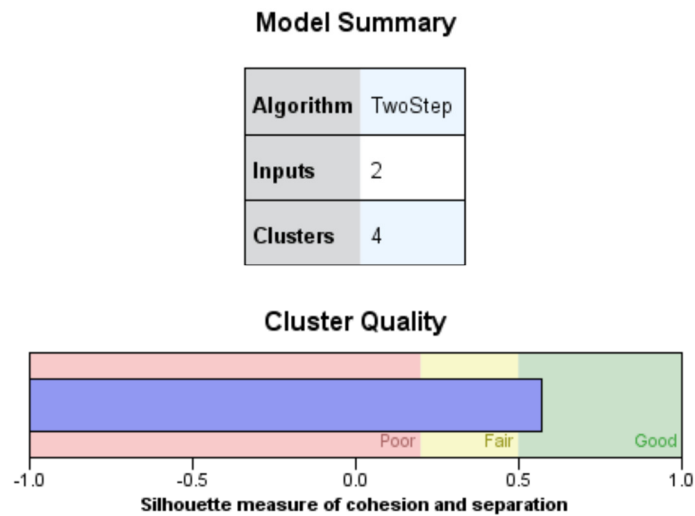 Model Summary
Algorithm TwoStep
Inputs 2
Clusters 4
Cluster Quality
Poor Fair Good
-1.0 -0.5 0.0 0.5 1.0
Silhouette measure of cohesion and separation